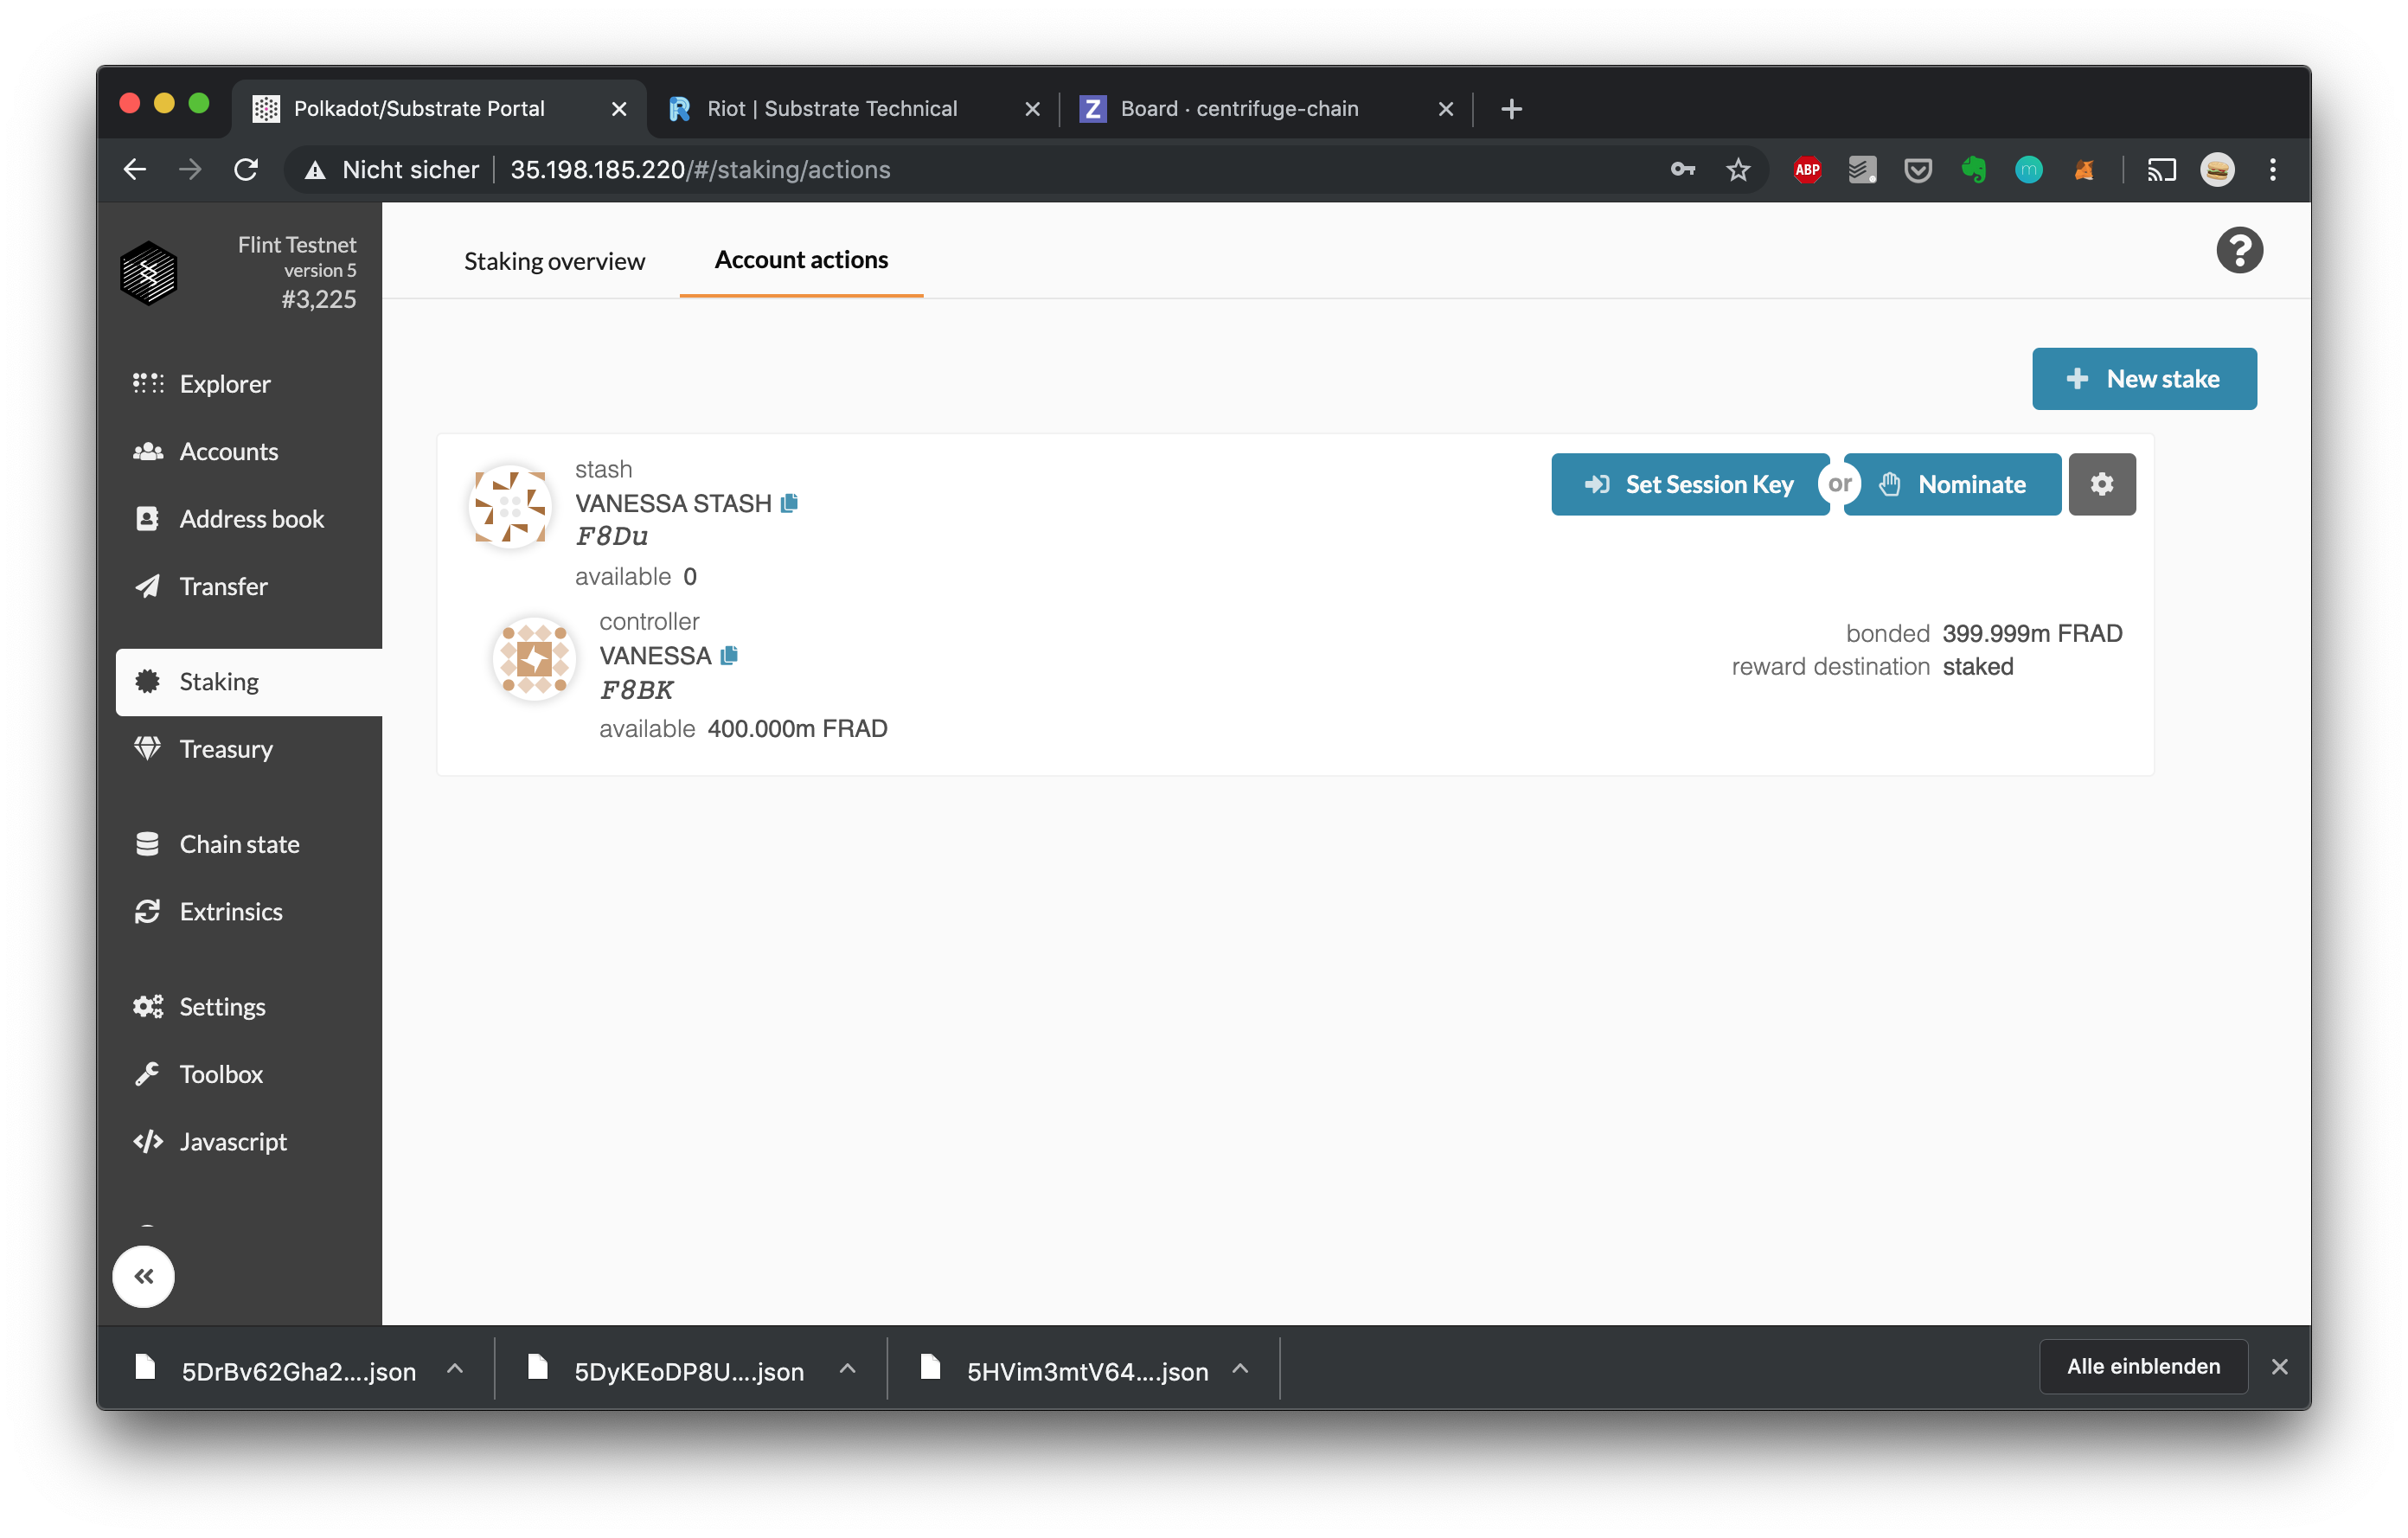 Polkadot/Substrate Portal
Riot | Substrate Technical
Board · centrifuge-chain
Nicht sicher
35.198.185.220/#/staking/actions
ABP
m
Flint Testnet
version 5
#3,225
Explorer
Accounts
Address book
Transfer
Staking
Treasury
Chain state
Extrinsics
Settings
Toolbox
Javascript
Staking overview
Account actions
New stake
stash
VANESSA STASH
F8Du
available 0
Set Session Key
or
Nominate
controller
VANESSA
F8BK
available 400.000m FRAD
bonded 399.999m FRAD
reward destination staked
5DrBv62Gha2....json
5DyKEoDP8U....json
5HVim3mtV64....json
Alle einblenden